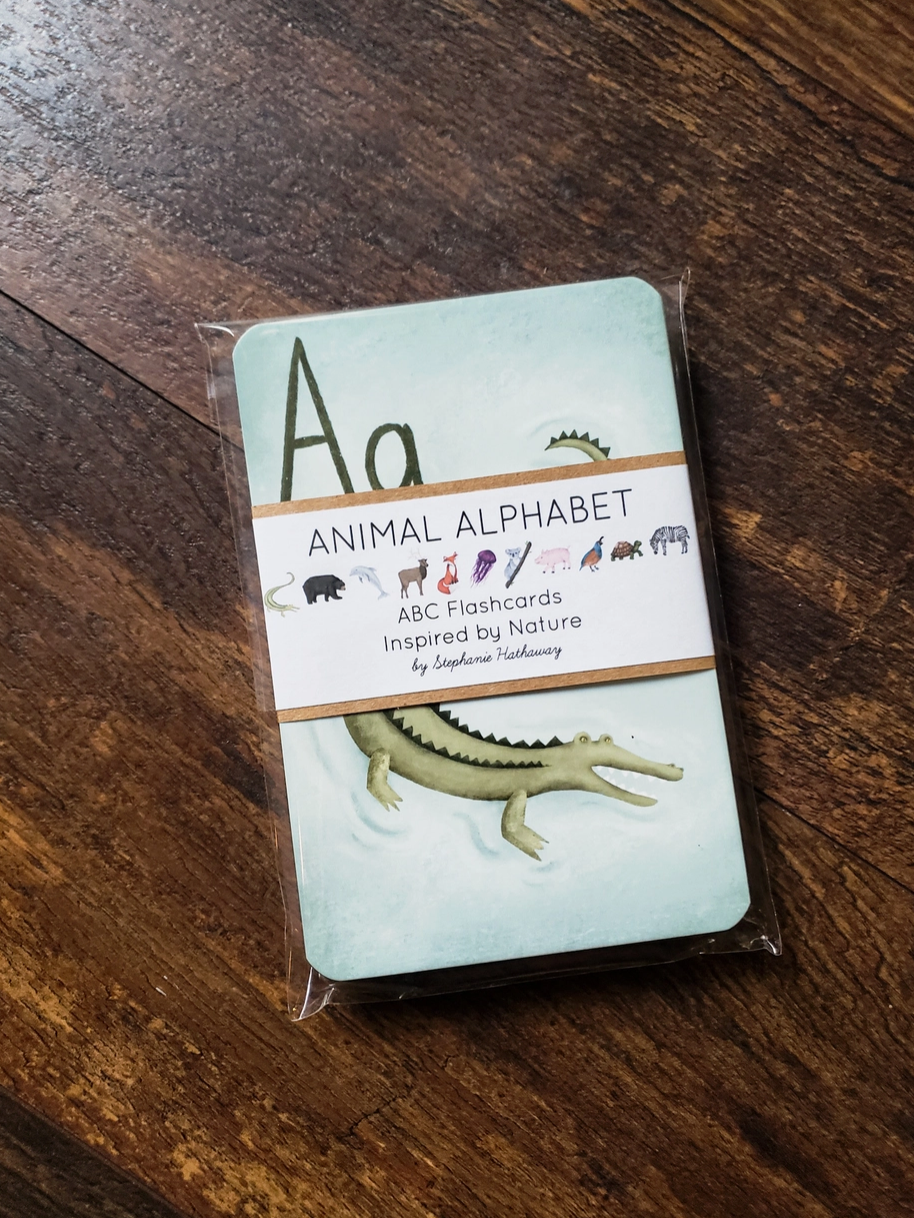 Aa
ANIMAL ALPHABET
ABC Flashcards
Inspired by Nature
by Stephanie Hathaway